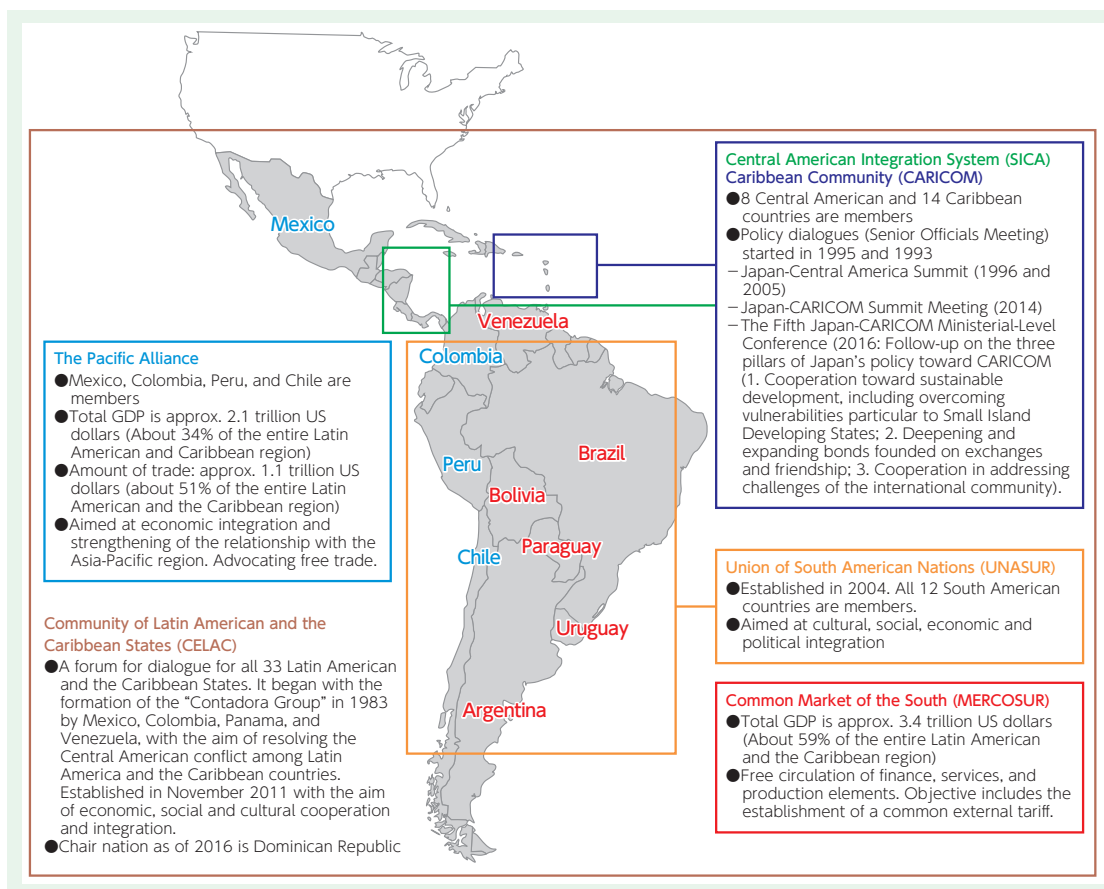 Mexico
Venezuela
Colombia
Peru
Brazil
Bolivia
Paraguay
Chile
Uruguay
Argentina
Central American Integration System (SICA)
Caribbean Community (CARICOM)
●8 Central American and 14 Caribbean
countries are members
●Policy dialogues (Senior Officials Meeting)
started in 1995 and 1993
－Japan-Central America Summit (1996 and
2005)
－Japan-CARICOM Summit Meeting (2014)
－The Fifth Japan-CARICOM Ministerial-Level
Conference (2016: Follow-up on the three
pillars of Japan's policy toward CARICOM
(1. Cooperation toward sustainable
development, including overcoming
vulnerabilities particular to Small Island
Developing States; 2. Deepening and
expanding bonds founded on exchanges
and friendship; 3. Cooperation in addressing
challenges of the international community).
The Pacific Alliance
●Mexico, Colombia, Peru, and Chile are
members
●Total GDP is approx. 2.1 trillion US
dollars (About 34% of the entire Latin
American and Caribbean region)
●Amount of trade: approx. 1.1 trillion US
dollars (about 51% of the entire Latin
American and the Caribbean region)
●Aimed at economic integration and
strengthening of the relationship with the
Asia-Pacific region. Advocating free trade.
Union of South American Nations (UNASUR)
●Established in 2004. All 12 South American
countries are members.
●Aimed at cultural, social, economic and
political integration
Community of Latin American and the
Caribbean States (CELAC)
●A forum for dialogue for all 33 Latin American
and the Caribbean States. It began with the
formation of the “Contadora Group” in 1983
by Mexico, Colombia, Panama, and
Venezuela, with the aim of resolving the
Central American conflict among Latin
America and the Caribbean countries.
Established in November 2011 with the aim
of economic, social and cultural cooperation
and integration.
●Chair nation as of 2016 is Dominican Republic
Common Market of the South (MERCOSUR)
●Total GDP is approx. 3.4 trillion US dollars
(About 59% of the entire Latin American
and the Caribbean region)
●Free circulation of finance, services, and
production elements. Objective includes the
establishment of a common external tariff.